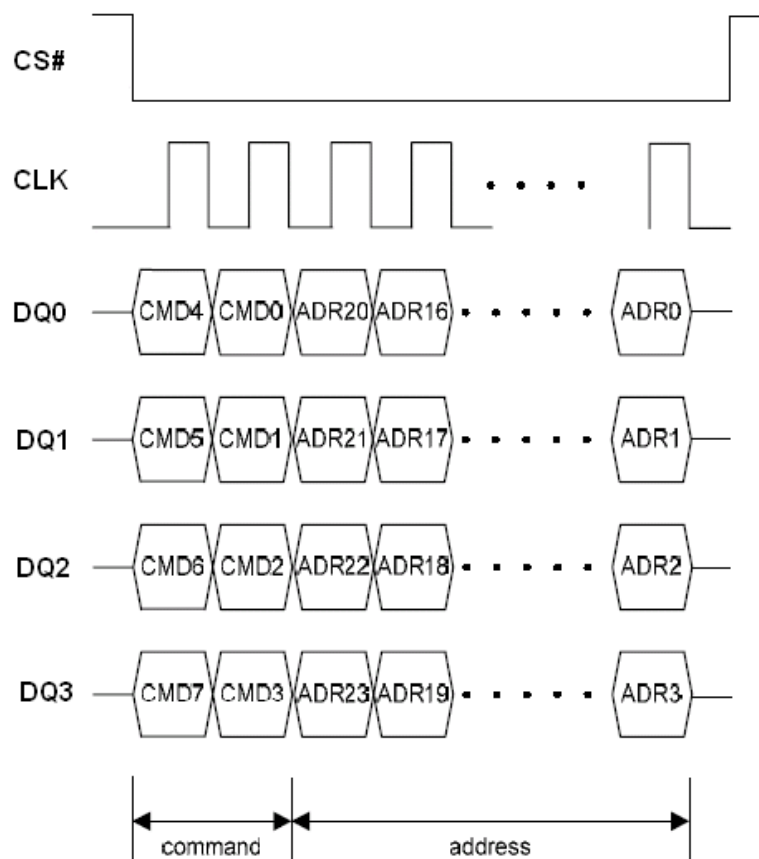 CS#
CLK
DQ0 CMD4 CMD0 ADR20 ADR16 ADR0
DQ1 CMD5 CMD1 ADR21 ADR17 ADR1
DQ2 CMD6 CMD2 ADR22 ADR18 ADR2
DQ3 CMD7 CMD3 ADR23 ADR19 ADR3
command address